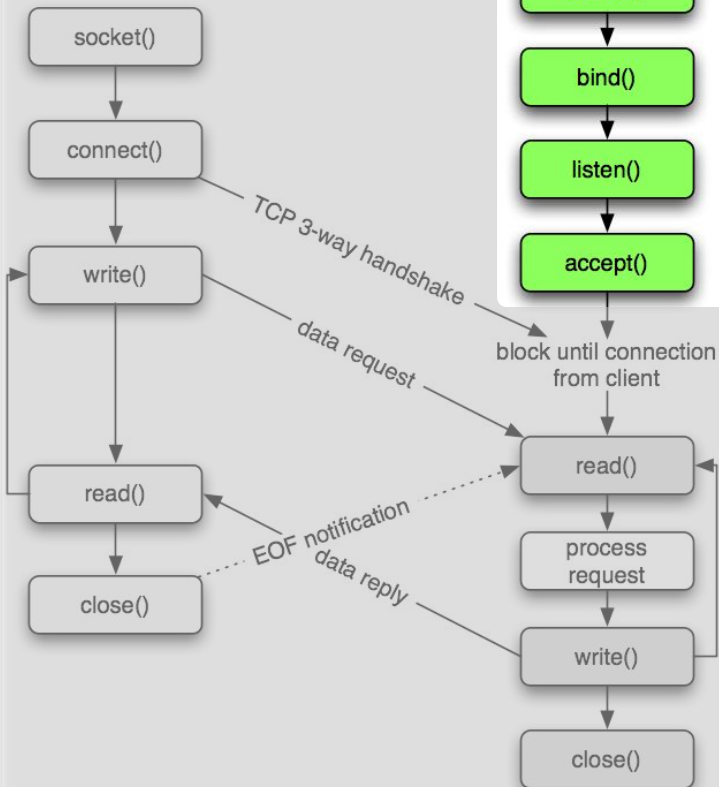 socket()
connect()
write()
read()
close()
TCP 3-way handshake
data request
EOF notification
data reply
bind()
listen()
accept()
block until connection
from client
read()
process
request
write()
close()